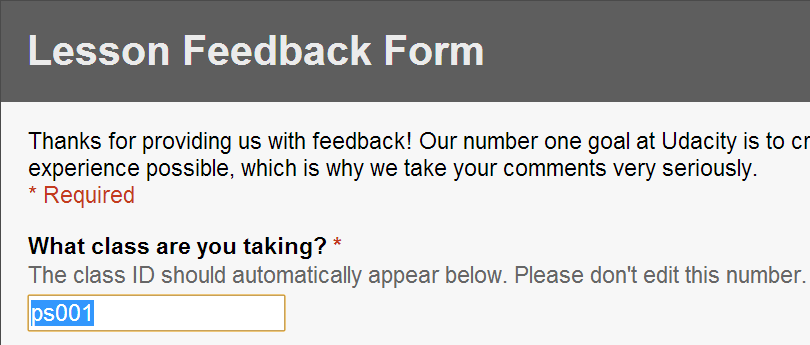 Lesson Feedback Form
Thanks for providing us with feedback! Our number one goal at Udacity is to cr
experience possible, which is why we take your comments very seriously.
* Required
What class are you taking? *
The class ID should automatically appear below. Please don't edit this number.
ps001